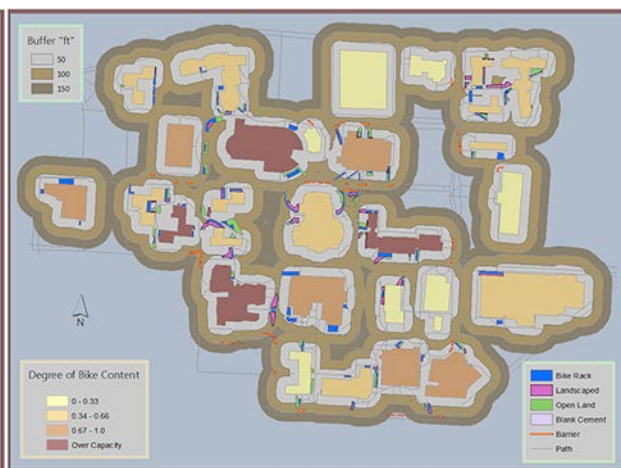 Buffer "ft"
50
100
150
N
Degree of Bike Content
0 - 0.33
0.34 - 0.66
0.67 - 1.0
Over Capacity
Bike Rack
Landscaped
Open Land
Blank Cement
Barrier
Path